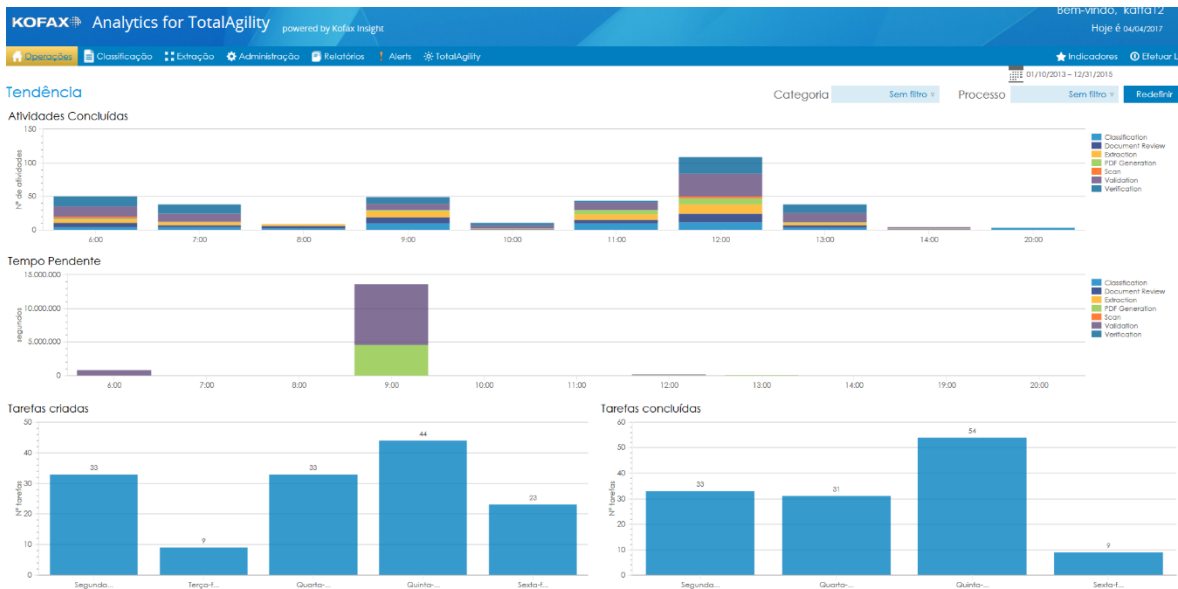 KOFAX Analytics for TotalAgility powered by Kofax Insight
Bem-vindo, kafta12
Hoje é 04/04/2017
Operações Classificação Extração Administração Relatórios Alerts TotalAgility Indicadores Efetuar L
01/10/2013 – 12/31/2015
Tendência Categoria Sem filtro Processo Sem filtro Redefinir
Atividades Concluídas
Nº de atividades
150
100
50
0
6:00 7:00 8:00 9:00 10:00 11:00 12:00 13:00 14:00 20:00
Classification
Document Review
Extraction
PDF Generation
Scan
Validation
Verification
Tempo Pendente
segundos
15.000.000
10.000.000
5.000.000
0
6:00 7:00 8:00 9:00 10:00 11:00 12:00 13:00 14:00 19:00 20:00
Classification
Document Review
Extraction
PDF Generation
Scan
Validation
Verification
Tarefas criadas
Nº tarefas
50
40
30
20
10
0
33 9 33 44 23
Segunda... Terça-f... Quarta-... Quinta-... Sexta-f...
Tarefas concluídas
Nº tarefas
60
50
40
30
20
10
0
33 31 54 9
Segunda... Quarta-... Quinta-... Sexta-f...